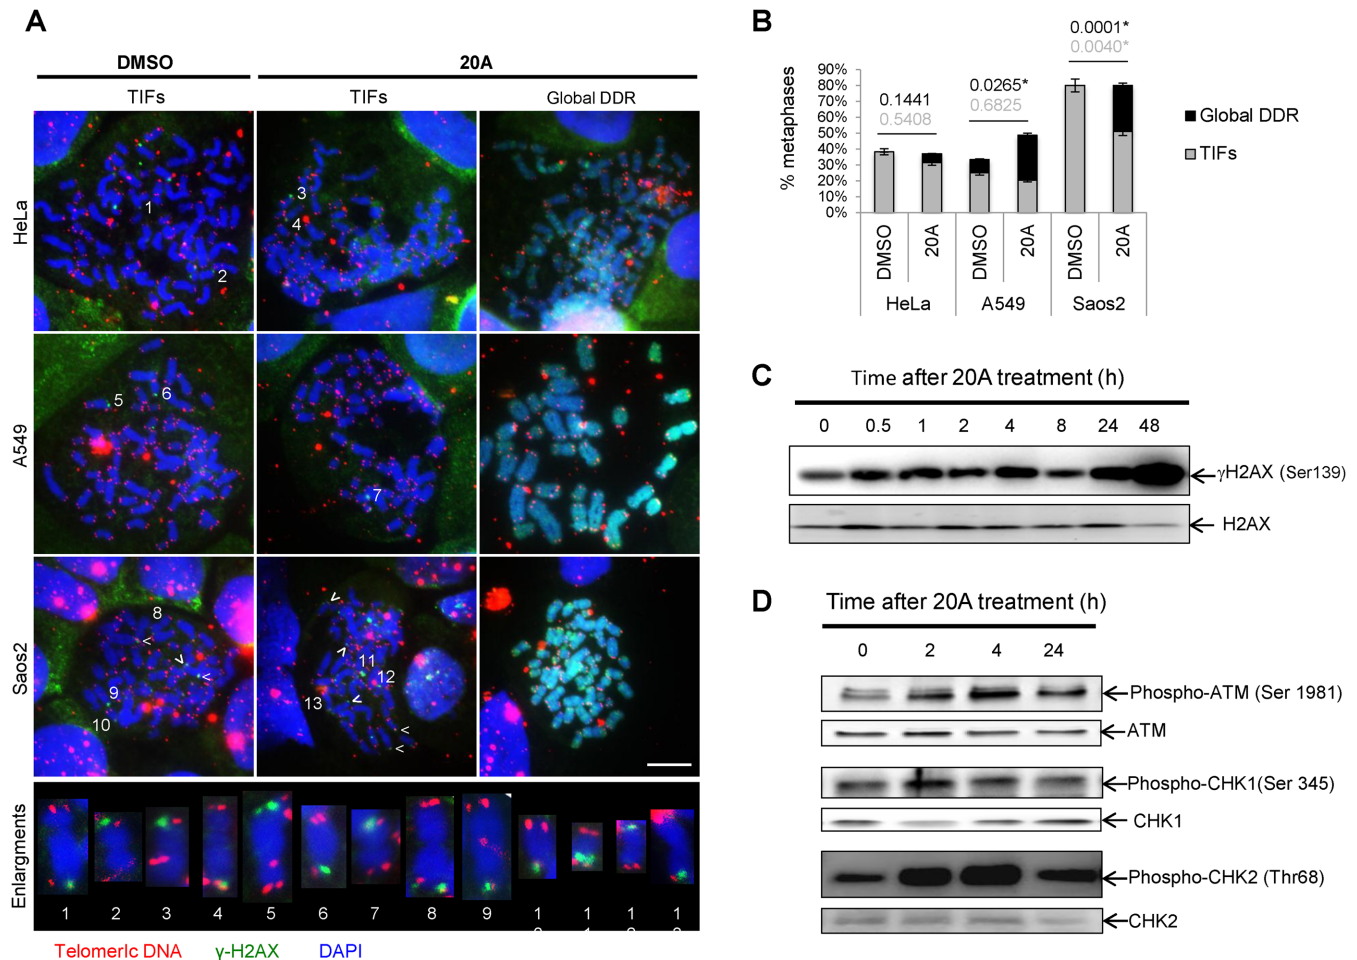 A
DMSO
20A
TIFs
TIFs
Global DDR
HeLa
1
2
3
4
A549
5
6
7
Saos2
8
9
10
11
12
13
Enlargments
1
2
3
4
5
6
7
8
9
TelomerIc DNA
γ-H2AX
DAPI
B
0.0001*
0.0040*
0.0265*
0.6825
0.1441
0.5408
% metaphases
90%
80%
70%
60%
50%
40%
30%
20%
10%
0%
DMSO
20A
DMSO
20A
DMSO
20A
HeLa
A549
Saos2
Global DDR
TIFs
C
Time after 20A treatment (h)
0 0.5 1 2 4 8 24 48
γH2AX (Ser139)
H2AX
D
Time after 20A treatment (h)
0 2 4 24
Phospho-ATM (Ser 1981)
ATM
Phospho-CHK1(Ser 345)
CHK1
Phospho-CHK2 (Thr68)
CHK2